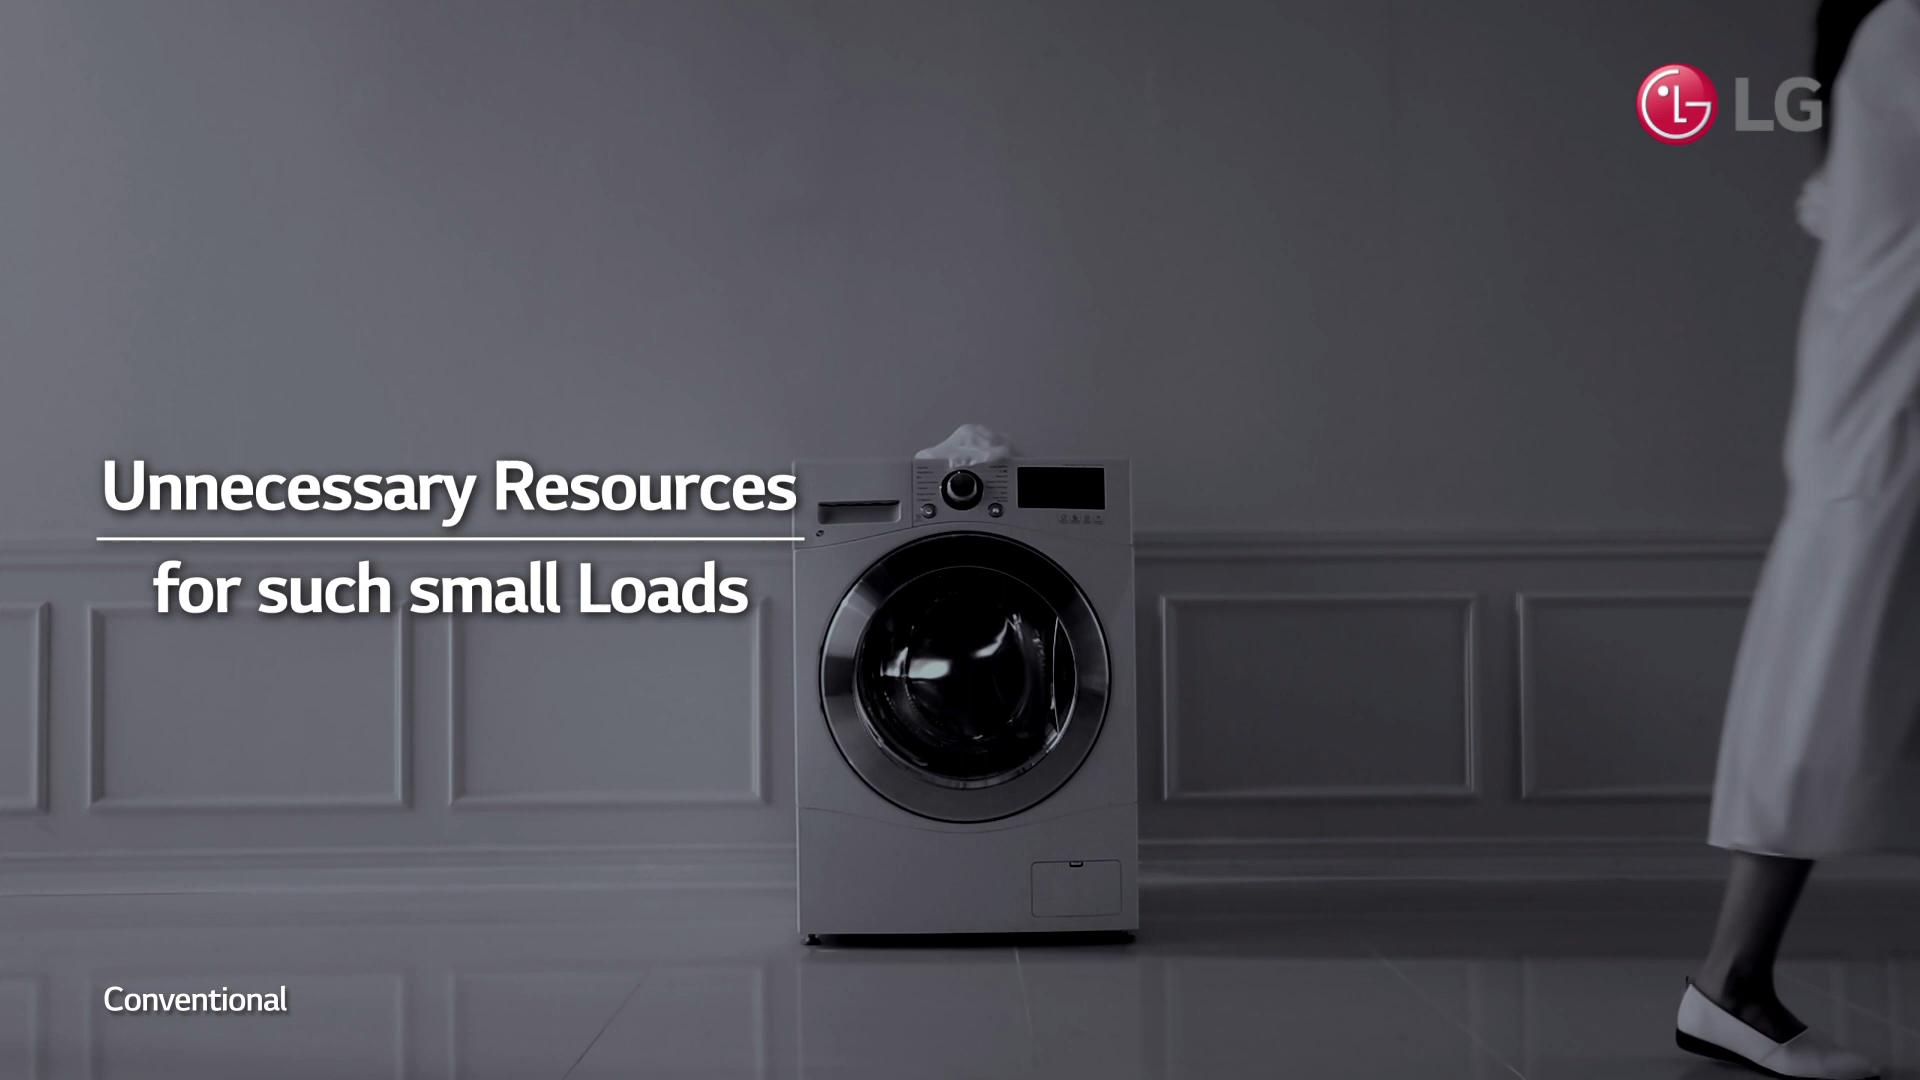 LG
Unnecessary Resources
for such small Loads
Conventional